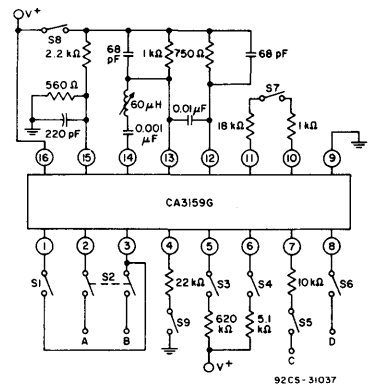 V+
S8
2.2 kΩ 68 pF 1 kΩ 750Ω 68 pF
560 Ω
60 μH
0.01 μF
S7
220 pF
0.001 μF
18 kΩ 1 kΩ
16 15 14 13 12 11 10 9
CA3159G
1 2 3 4 5 6 7 8
S1 S2 22 kΩ S3 S4 10 kΩ S6
S9 620 kΩ 5.1 kΩ S5
A B C D
V+
92CS-31037